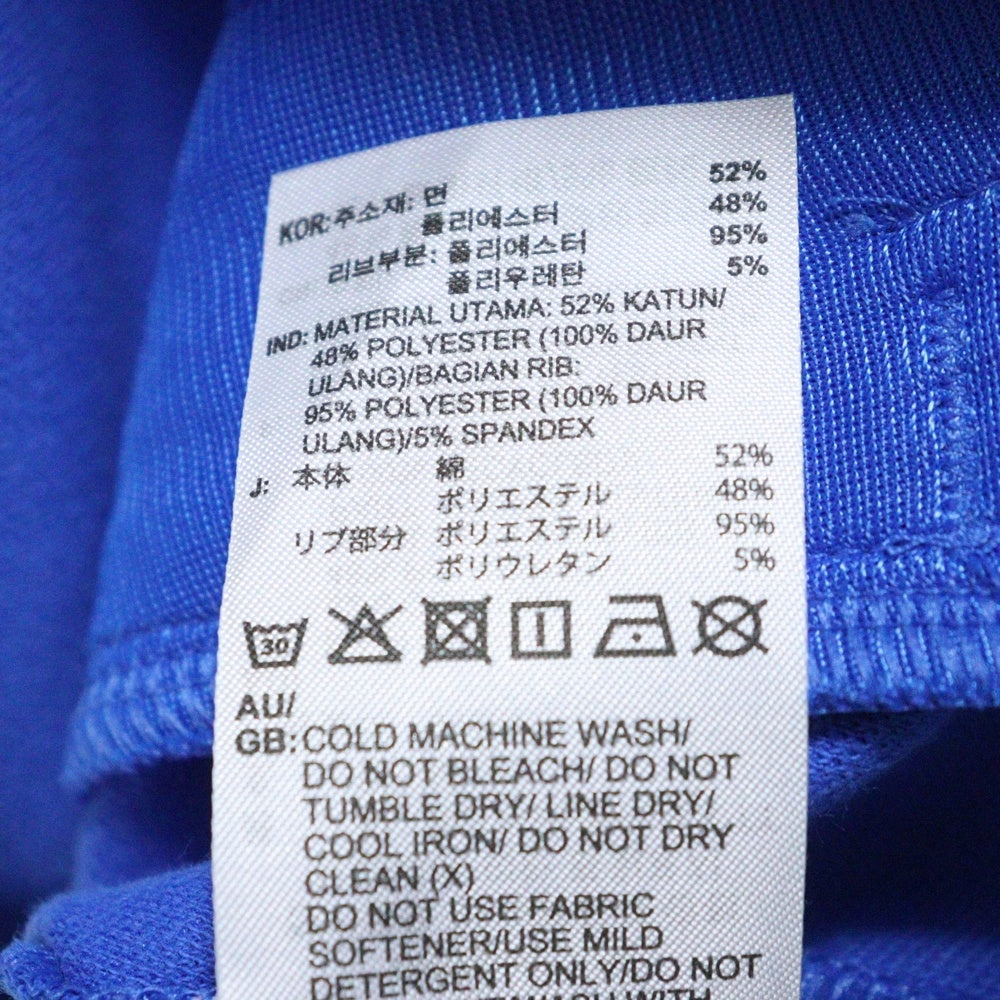 KOR: 주소재: 면 52%
폴리에스터 48%
리브부분: 폴리에스터 95%
폴리우레탄 5%
IND: MATERIAL UTAMA: 52% KATUN/
48% POLYESTER (100% DAUR
ULANG)/BAGIAN RIB:
95% POLYESTER (100% DAUR
ULANG)/5% SPANDEX
J: 本体 綿 52%
ポリエステル 48%
リブ部分 ポリエステル 95%
ポリウレタン 5%
30
AU/
GB: COLD MACHINE WASH/
DO NOT BLEACH/ DO NOT
TUMBLE DRY/ LINE DRY/
COOL IRON/ DO NOT DRY
CLEAN (X)
DO NOT USE FABRIC
SOFTENER/USE MILD
DETERGENT ONLY/DO NOT